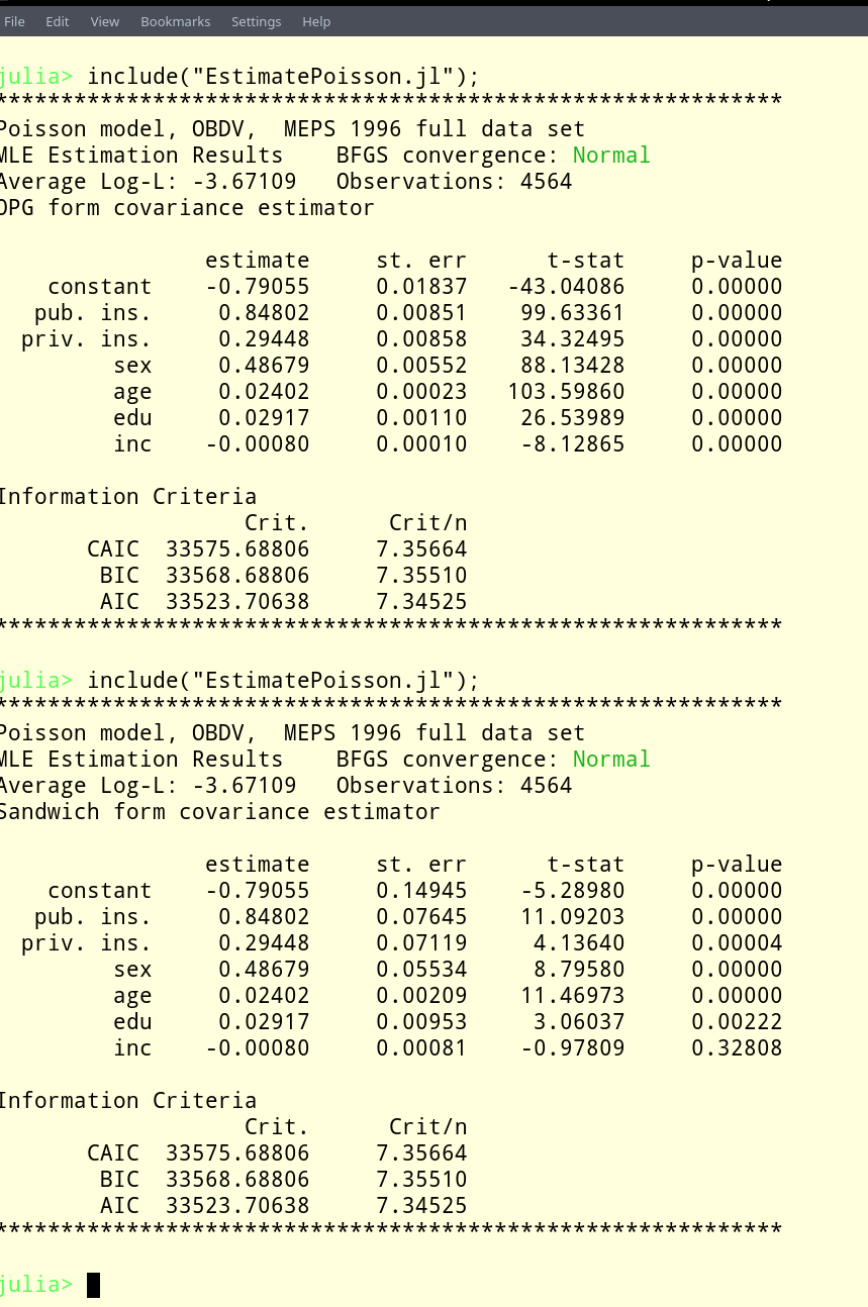 File Edit View Bookmarks Settings Help
julia> include("EstimatePoisson.jl");
************************************************************
Poisson model, OBDV,  MEPS 1996 full data set
MLE Estimation Results    BFGS convergence: Normal
Average Log-L: -3.67109   Observations: 4564
OPG form covariance estimator
estimate     st. err      t-stat     p-value
constant    -0.79055     0.01837   -43.04086     0.00000
pub. ins.     0.84802     0.00851    99.63361     0.00000
priv. ins.     0.29448     0.00858    34.32495     0.00000
sex     0.48679     0.00552    88.13428     0.00000
age     0.02402     0.00023   103.59860     0.00000
edu     0.02917     0.00110    26.53989     0.00000
inc    -0.00080     0.00010    -8.12865     0.00000
Information Criteria
Crit.      Crit/n
CAIC  33575.68806     7.35664
BIC  33568.68806     7.35510
AIC  33523.70638     7.34525
************************************************************
julia> include("EstimatePoisson.jl");
************************************************************
Poisson model, OBDV,  MEPS 1996 full data set
MLE Estimation Results    BFGS convergence: Normal
Average Log-L: -3.67109   Observations: 4564
Sandwich form covariance estimator
estimate     st. err      t-stat     p-value
constant    -0.79055     0.14945    -5.28980     0.00000
pub. ins.     0.84802     0.07645    11.09203     0.00000
priv. ins.     0.29448     0.07119     4.13640     0.00004
sex     0.48679     0.05534     8.79580     0.00000
age     0.02402     0.00209    11.46973     0.00000
edu     0.02917     0.00953     3.06037     0.00222
inc    -0.00080     0.00081    -0.97809     0.32808
Information Criteria
Crit.      Crit/n
CAIC  33575.68806     7.35664
BIC  33568.68806     7.35510
AIC  33523.70638     7.34525
************************************************************
julia>